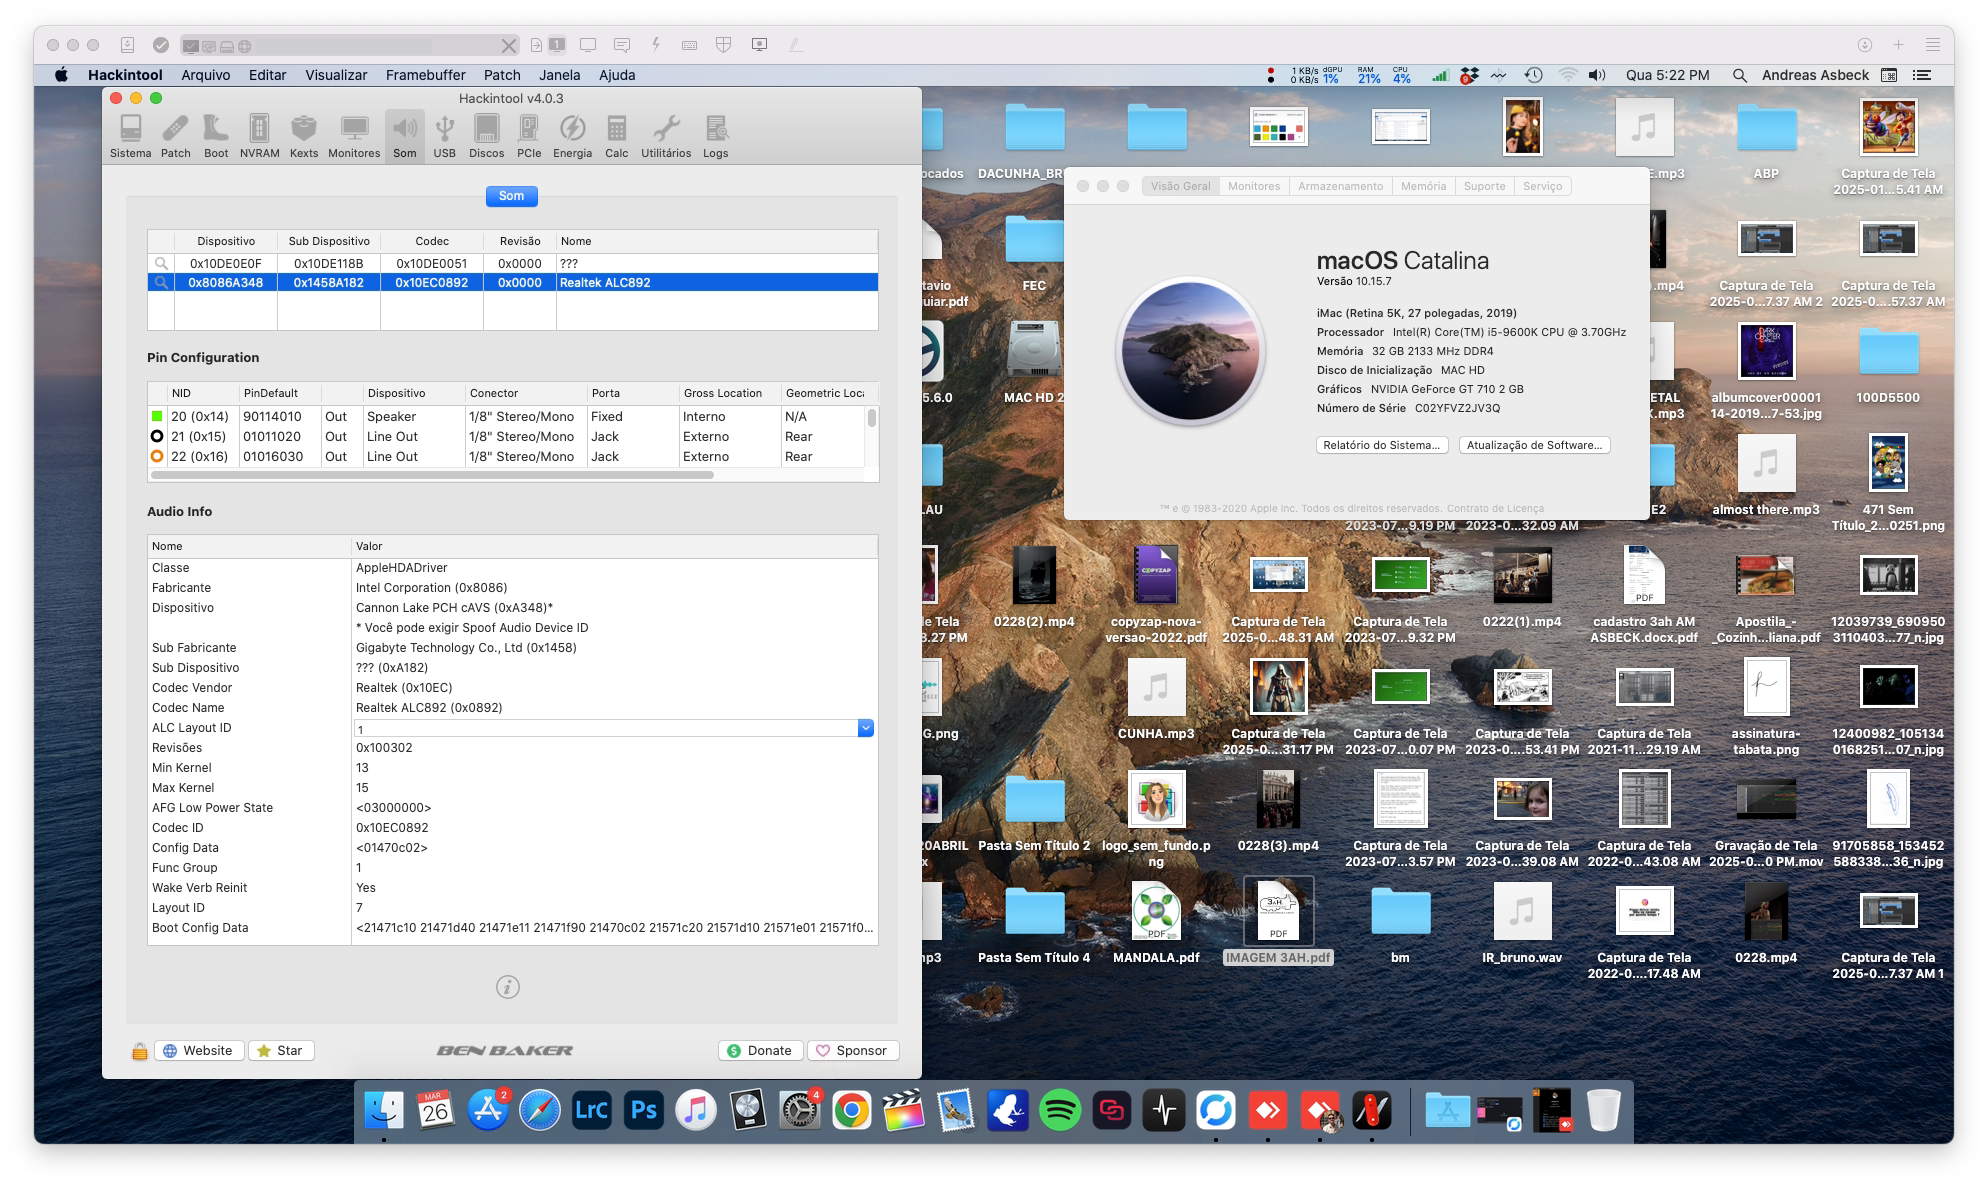 1
Hackintool Arquivo Editar Visualizar Framebuffer Patch Janela Ajuda
1 KB/s 0 KB/s dGPU 1% RAM 21% CPU 4% 9 Qua 5:22 PM Andreas Asbeck
Hackintool v4.0.3
Sistema Patch Boot NVRAM Kexts Monitores Som USB Discos PCIe Energia Calc Utilitários Logs
Som
Dispositivo Sub Dispositivo Codec Revisão Nome
0x10DE0E0F 0x10DE118B 0x10DE0051 0x0000 ???
0x8086A348 0x1458A182 0x10EC0892 0x0000 Realtek ALC892
Pin Configuration
NID PinDefault Dispositivo Conector Porta Gross Location Geometric Loca
20 (0x14) 90114010 Out Speaker 1/8" Stereo/Mono Fixed Interno N/A
21 (0x15) 01011020 Out Line Out 1/8" Stereo/Mono Jack Externo Rear
22 (0x16) 01016030 Out Line Out 1/8" Stereo/Mono Jack Externo Rear
Audio Info
Nome Valor
Classe AppleHDADriver
Fabricante Intel Corporation (0x8086)
Dispositivo Cannon Lake PCH cAVS (0xA348)*
* Você pode exigir Spoof Audio Device ID
Sub Fabricante Gigabyte Technology Co., Ltd (0x1458)
Sub Dispositivo ??? (0xA182)
Codec Vendor Realtek (0x10EC)
Codec Name Realtek ALC892 (0x0892)
ALC Layout ID 1
Revisões 0x100302
Min Kernel 13
Max Kernel 15
AFG Low Power State <03000000>
Codec ID 0x10EC0892
Config Data <01470c02>
Func Group 1
Wake Verb Reinit Yes
Layout ID 7
Boot Config Data <21471c10 21471d40 21471e11 21471f90 21470c02 21571c20 21571d10 21571e01 21571f0...
Website Star BEN BAKER Donate Sponsor
Visão Geral Monitores Armazenamento Memória Suporte Serviço
macOS Catalina
Versão 10.15.7
iMac (Retina 5K, 27 polegadas, 2019)
Processador Intel(R) Core(TM) i5-9600K CPU @ 3.70GHz
Memória 32 GB 2133 MHz DDR4
Disco de Inicialização MAC HD
Gráficos NVIDIA GeForce GT 710 2 GB
Número de Série C02YFVZ2JV3Q
Relatório do Sistema... Atualização de Software...
™ e © 1983-2020 Apple Inc. Todos os direitos reservados. Contrato de Licença
ocados DACUNHA_BR E.mp3 ABP Captura de Tela
2025-01...5.41 AM
tavio FEC ).mp4 Captura de Tela Captura de Tela
uiar.pdf 2025-0...7.37 AM 2 2025-0...57.37 AM
5.6.0 MAC HD 2 ETAL albumcover00001 100D5500
K.mp3 14-2019...7-53.jpg
LAU E2 almost there.mp3 471 Sem
2023-07...9.19 PM 2023-0...32.09 AM Título_2...0251.png
COPYZAP PDF
de Tela 0228(2).mp4 copyzap-nova- Captura de Tela Captura de Tela 0222(1).mp4 cadastro 3ah AM Apostila_- 12039739_690950
3.27 PM versao-2022.pdf 2025-0...48.31 AM 2023-07...9.32 PM ASBECK.docx.pdf _Cozinh...liana.pdf 3110403...77_n.jpg
G.png CUNHA.mp3 Captura de Tela Captura de Tela Captura de Tela Captura de Tela assinatura- 12400982_105134
2025-0....31.17 PM 2023-07...0.07 PM 2023-0....53.41 PM 2021-11...29.19 AM tabata.png 0168251...07_n.jpg
20ABRIL Pasta Sem Título 2 logo_sem_fundo.p 0228(3).mp4 Captura de Tela Captura de Tela Captura de Tela Gravação de Tela 91705858_153452
x ng 2023-07...3.57 PM 2023-0...39.08 AM 2022-0...43.08 AM 2025-0...0 PM.mov 588338...36_n.jpg
PDF 3AH. PDF
mp3 Pasta Sem Título 4 MANDALA.pdf IMAGEM 3AH.pdf bm IR_bruno.wav Captura de Tela 0228.mp4 Captura de Tela
2022-0....17.48 AM 2025-0...7.37 AM 1
MAR 26 2 LrC Ps 4